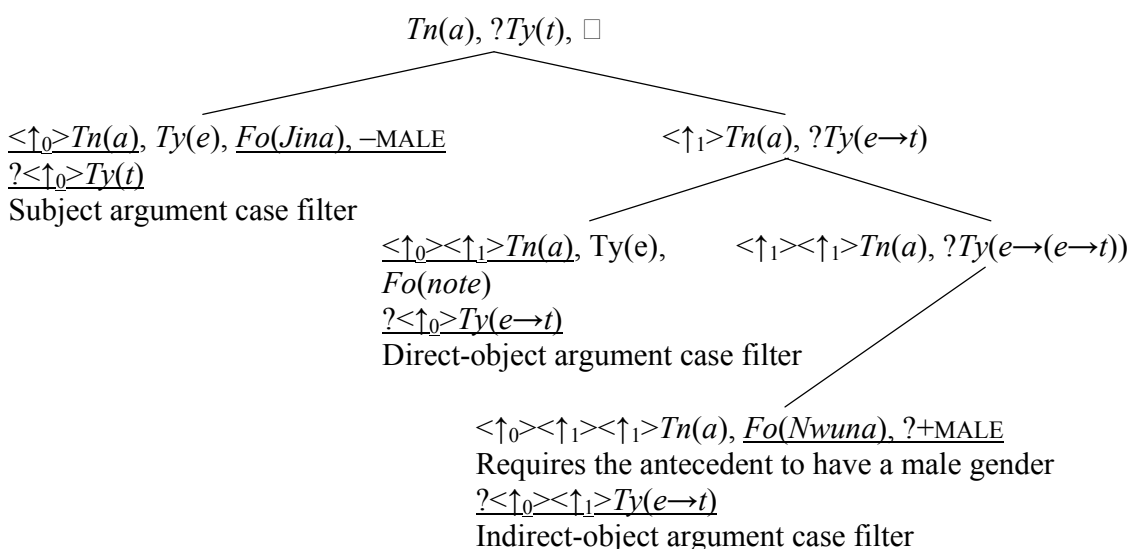 Tn(a), ?Ty(t), □
<↑₀>Tn(a), Ty(e), Fo(Jina), –MALE
?<↑₀>Ty(t)
Subject argument case filter
<↑₁>Tn(a), ?Ty(e→t)
<↑₀><↑₁>Tn(a), Ty(e),
Fo(note)
?<↑₀>Ty(e→t)
Direct-object argument case filter
<↑₁><↑₁>Tn(a), ?Ty(e→(e→t))
<↑₀><↑₁><↑₁>Tn(a), Fo(Nwuna), ?+MALE
Requires the antecedent to have a male gender
?<↑₀><↑₁>Ty(e→t)
Indirect-object argument case filter